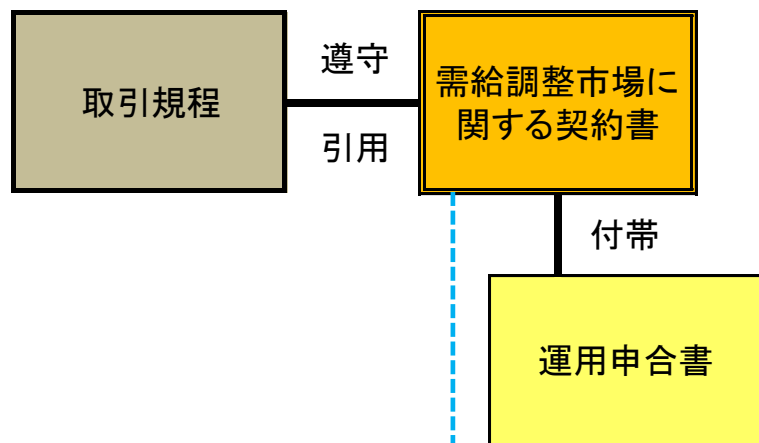 取引規程
遵守
引用
需給調整市場に
関する契約書
付帯
運用申合書